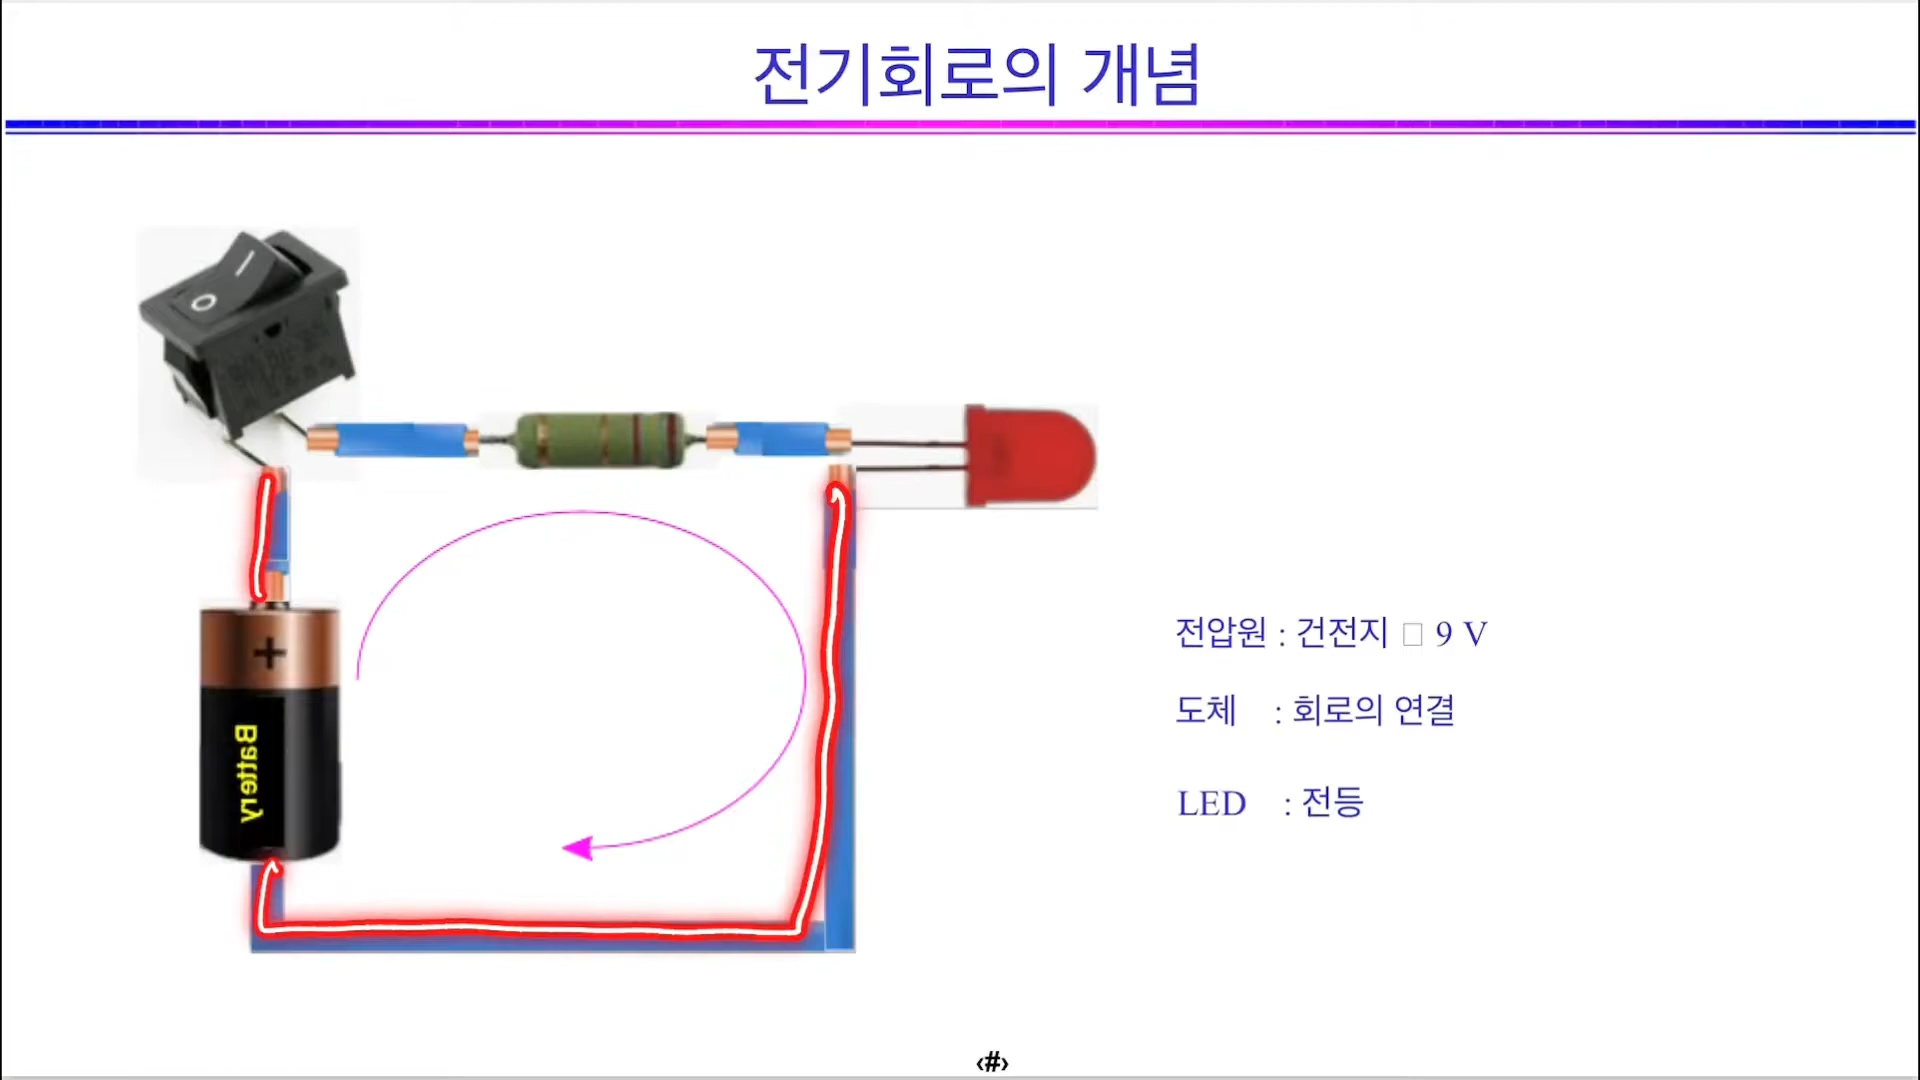 전기회로의 개념
+
Battery
전압원 : 건전지 □ 9 V
도체 : 회로의 연결
LED : 전등
‹#›